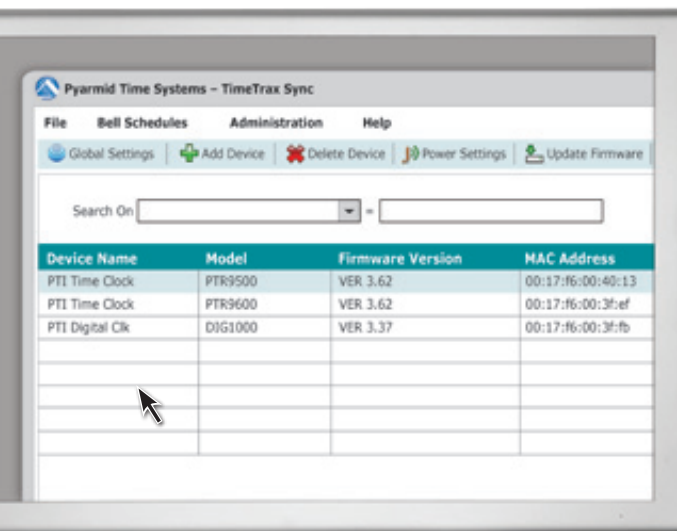 Pyarmid Time Systems – TimeTrax Sync
File Bell Schedules Administration Help
Global Settings Add Device Delete Device Power Settings Update Firmware
Search On =
Device Name Model Firmware Version MAC Address
PTI Time Clock PTR9500 VER 3.62 00:17:f6:00:40:13
PTI Time Clock PTR9600 VER 3.62 00:17:f6:00:3f:ef
PTI Digital Clk DIG1000 VER 3.37 00:17:f6:00:3f:fb